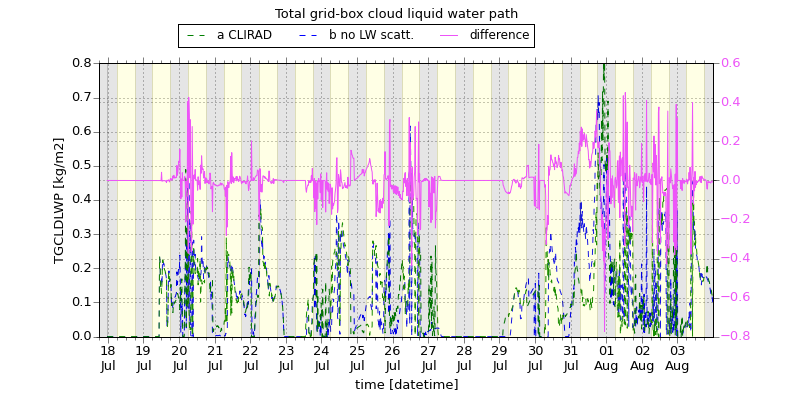 Total grid-box cloud liquid water path
a CLIRAD b no LW scatt. difference
TGCLDLWP [kg/m2]
0.8
0.7
0.6
0.5
0.4
0.3
0.2
0.1
0.0
0.6
0.4
0.2
0.0
−0.2
−0.4
−0.6
−0.8
18 19 20 21 22 23 24 25 26 27 28 29 30 31 01 02 03
Jul Jul Jul Jul Jul Jul Jul Jul Jul Jul Jul Jul Jul Jul Aug Aug Aug
time [datetime]